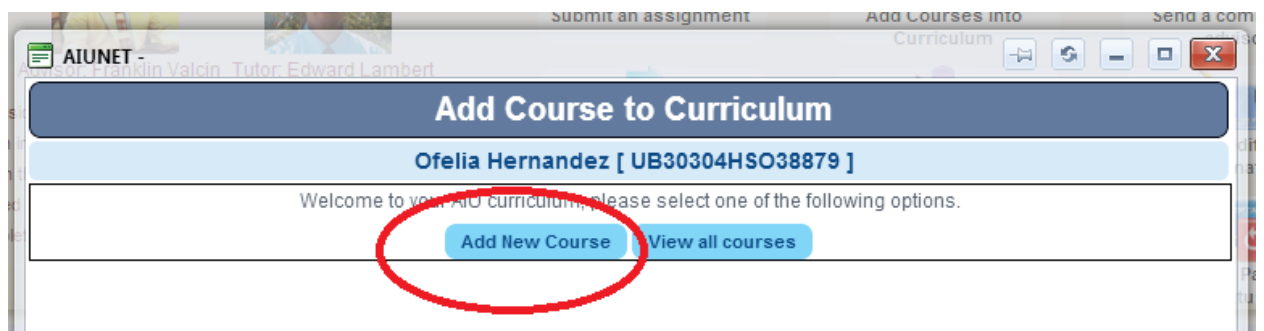 Submit an assignment
Add Courses into
Curriculum
Send a com
AIUNET -
Advisor: Franklin Valcin Tutor: Edward Lambert
Add Course to Curriculum
Ofelia Hernandez [ UB30304HSO38879 ]
Welcome to your AIU curriculum, please select one of the following options.
Add New Course
View all courses